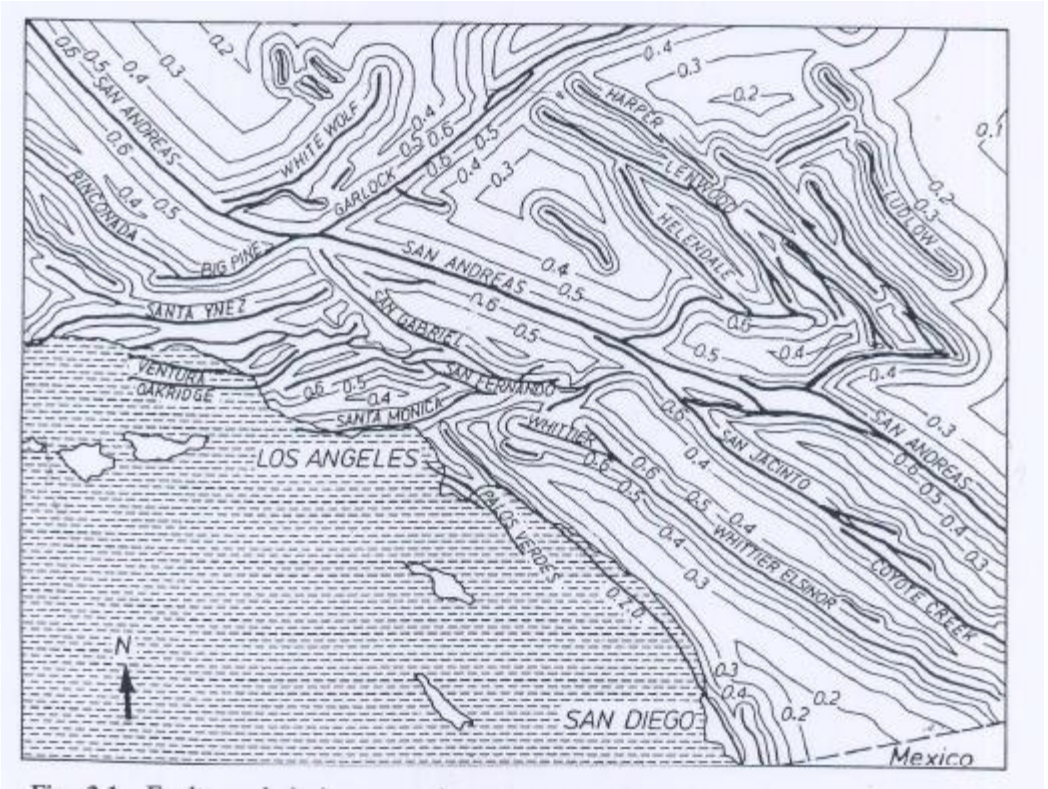 0.6
0.5
0.4
0.3
0.2
SAN ANDREAS
0.6
WHITE WOLF
0.4
0.6
0.5
0.6
0.5
0.4
0.3
GARLOCK
0.4
0.3
0.2
0.1
HARPER
LENWOOD
HELENDALE
LUDLOW
0.2
0.3
RINCONADA
0.4
0.5
BIG PINE
SAN ANDREAS
0.4
0.5
SANTA YNEZ
SAN GABRIEL
0.6
0.5
0.6
0.5
0.4
0.4
0.3
VENTURA
OAKRIDGE
0.6
0.5
0.4
SAN FERNANDO
SANTA MONICA
LOS ANGELES
WHITTIER
0.6
0.5
0.6
0.5
0.4
0.6
0.4
SAN JACINTO
SAN ANDREAS
0.6
0.5
0.4
0.3
PALOS VERDES
0.4
0.3
WHITTIER ELSINOR
COYOTE CREEK
N
0.3
0.4
0.2
0.2
SAN DIEGO
Mexico